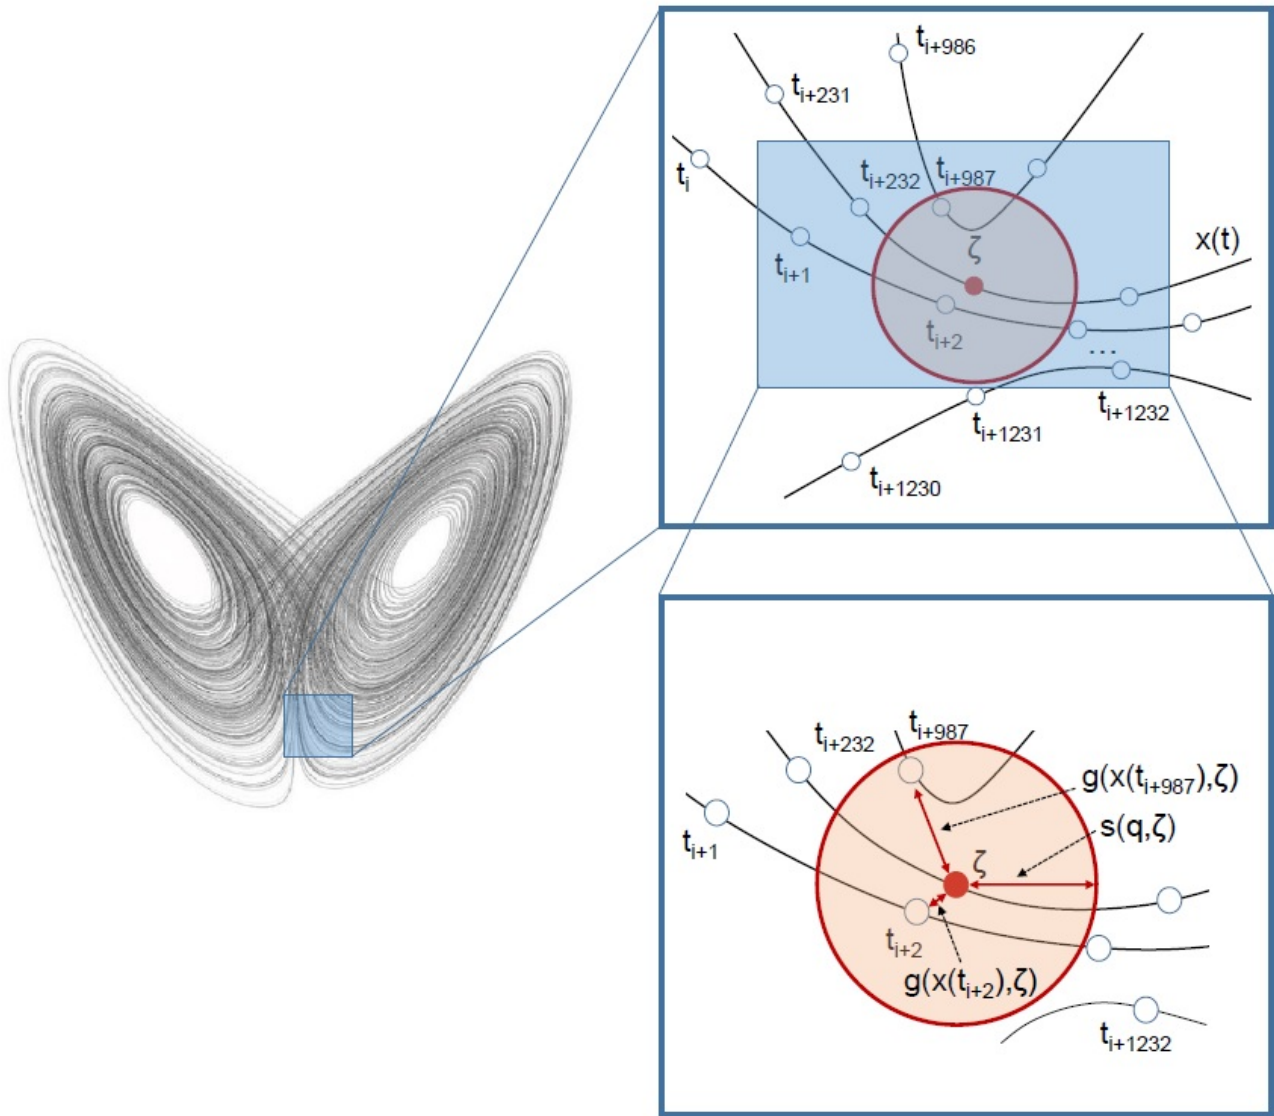 t_{i+986}
t_{i+231}
t_i
t_{i+232}
t_{i+987}
ζ
x(t)
t_{i+1}
t_{i+2}
...
t_{i+1232}
t_{i+1231}
t_{i+1230}
t_{i+987}
t_{i+232}
g(x(t_{i+987}),ζ)
s(q,ζ)
t_{i+1}
ζ
t_{i+2}
g(x(t_{i+2}),ζ)
t_{i+1232}